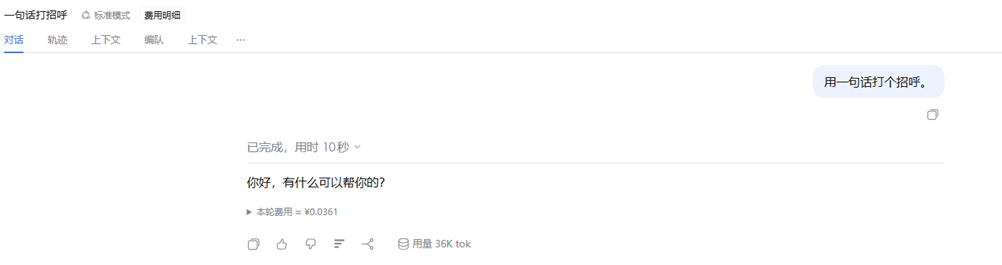 一句话打招呼 标准模式 费用明细
对话 轨迹 上下文 编队 上下文 ...
用一句话打个招呼。
已完成，用时 10秒
你好，有什么可以帮你的？
本轮费用 ≈ ¥0.0361
用量 36K tok